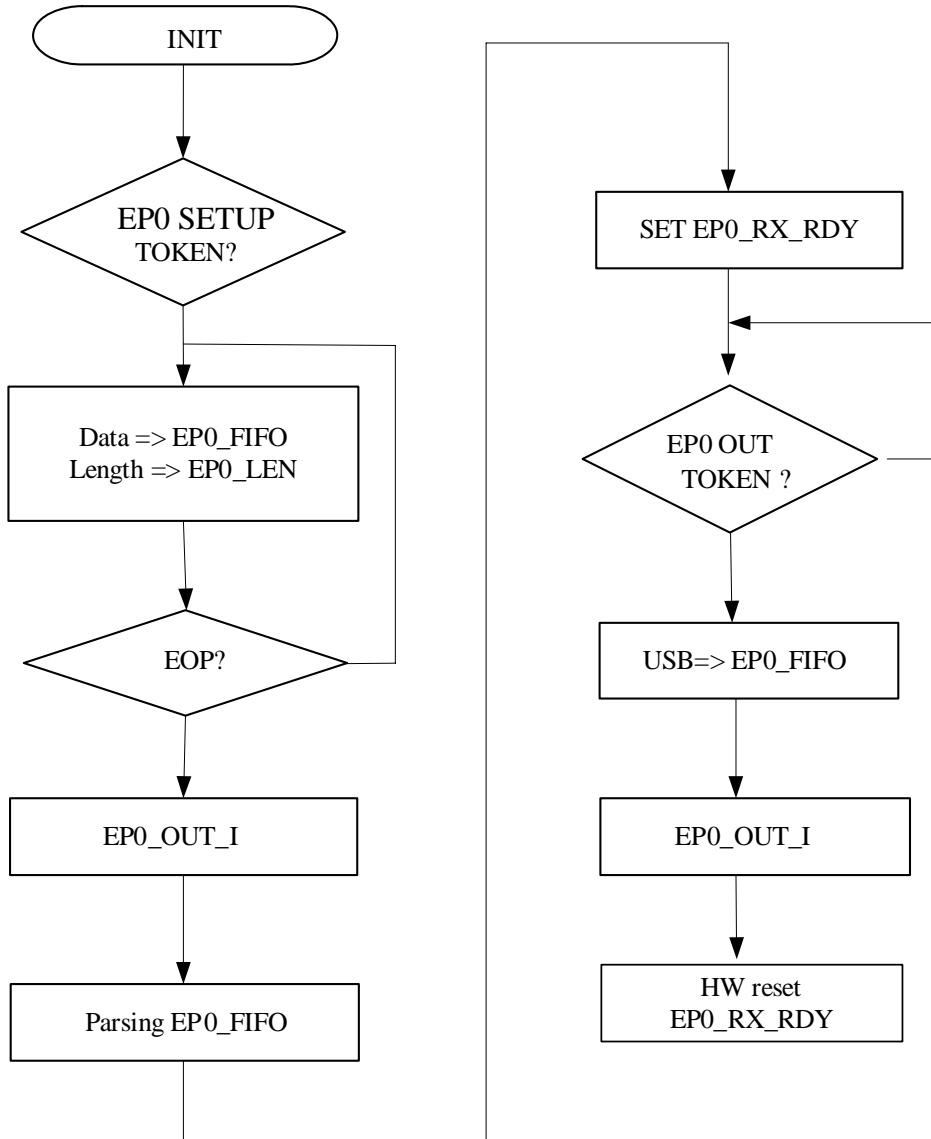 INIT
EP0 SETUP
TOKEN?
Data => EP0_FIFO
Length => EP0_LEN
EOP?
EP0_OUT_I
Parsing EP0_FIFO
SET EP0_RX_RDY
EP0 OUT
TOKEN ?
USB=> EP0_FIFO
EP0_OUT_I
HW reset
EP0_RX_RDY